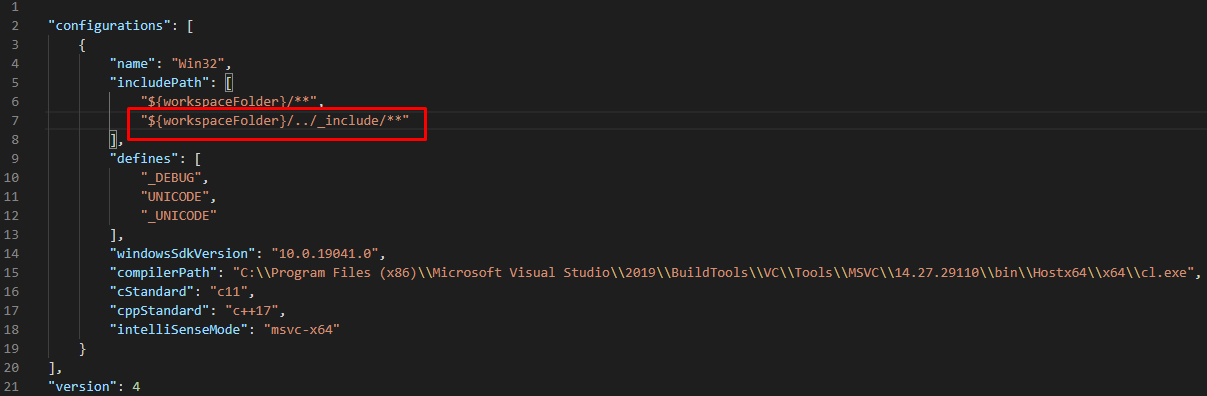 1
2 "configurations": [
3 {
4 "name": "Win32",
5 "includePath": [
6 "${workspaceFolder}/**",
7 "${workspaceFolder}/../_include/**"
8 ],
9 "defines": [
10 "_DEBUG",
11 "UNICODE",
12 "_UNICODE"
13 ],
14 "windowsSdkVersion": "10.0.19041.0",
15 "compilerPath": "C:\\Program Files (x86)\\Microsoft Visual Studio\\2019\\BuildTools\\VC\\Tools\\MSVC\\14.27.29110\\bin\\Hostx64\\x64\\cl.exe",
16 "cStandard": "c11",
17 "cppStandard": "c++17",
18 "intelliSenseMode": "msvc-x64"
19 }
20 ],
21 "version": 4